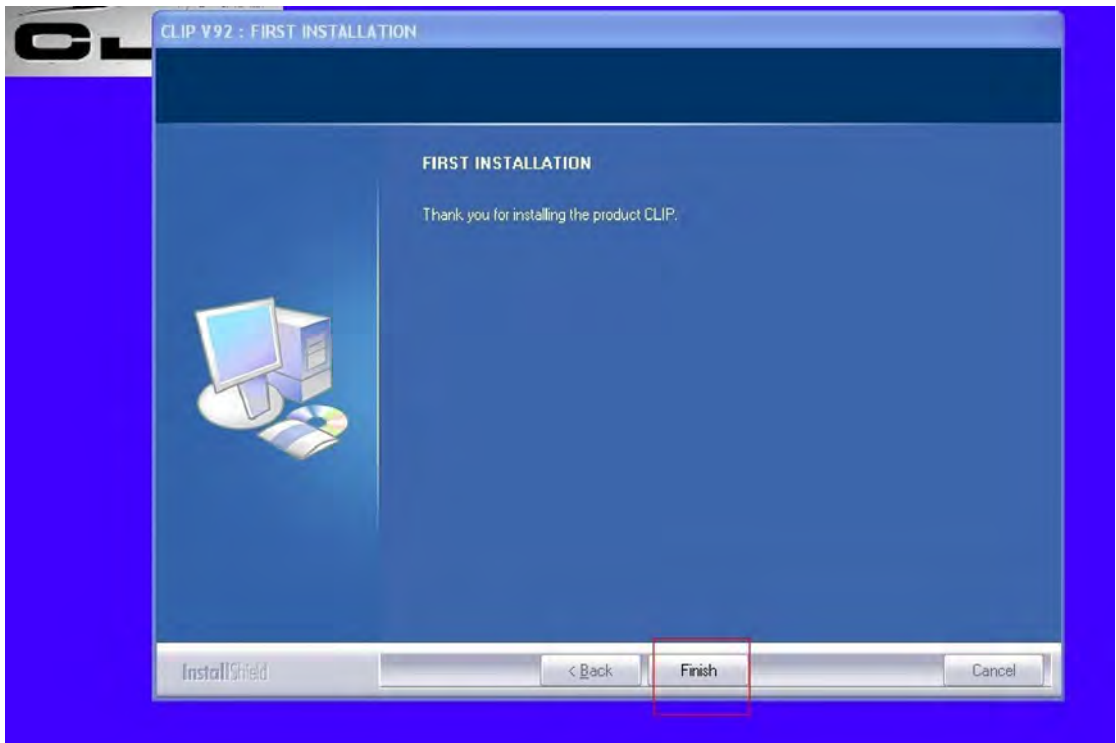 CLIP V92 : FIRST INSTALLATION
FIRST INSTALLATION
Thank you for installing the product CLIP.
InstallShield
< Back
Finish
Cancel